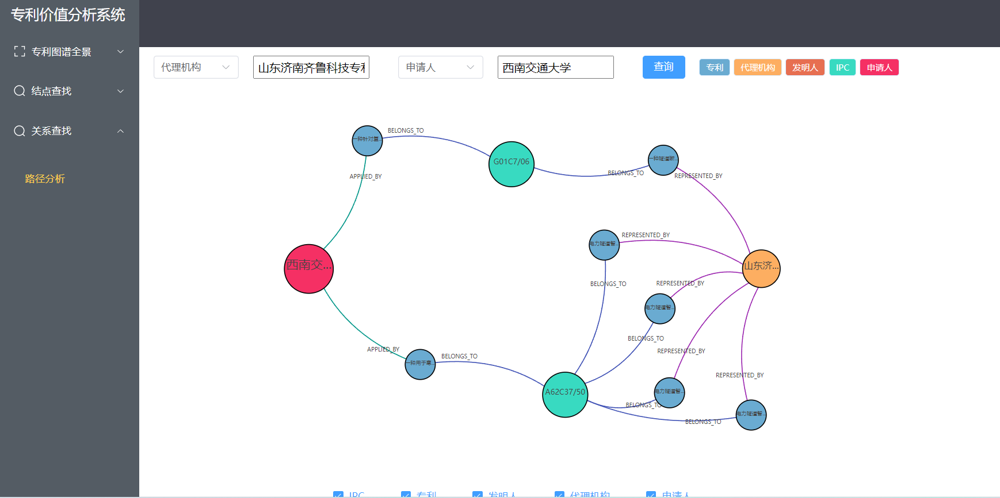 专利价值分析系统
专利图谱全景
结点查找
关系查找
路径分析
代理机构
山东济南齐鲁科技专利
申请人
西南交通大学
查询
专利
代理机构
发明人
IPC
申请人
一种针对复...
BELONGS_TO
G01C7/06
一种隧道断...
BELONGS_TO
REPRESENTED_BY
APPLIED_BY
电力隧道智...
REPRESENTED_BY
西南交...
山东济...
BELONGS_TO
REPRESENTED_BY
电力隧道智...
BELONGS_TO
REPRESENTED_BY
APPLIED_BY
一种用于毫...
BELONGS_TO
REPRESENTED_BY
A62C37/50
电力隧道智...
BELONGS_TO
电力隧道智...
BELONGS_TO
IPC
专利
发明人
代理机构
申请人